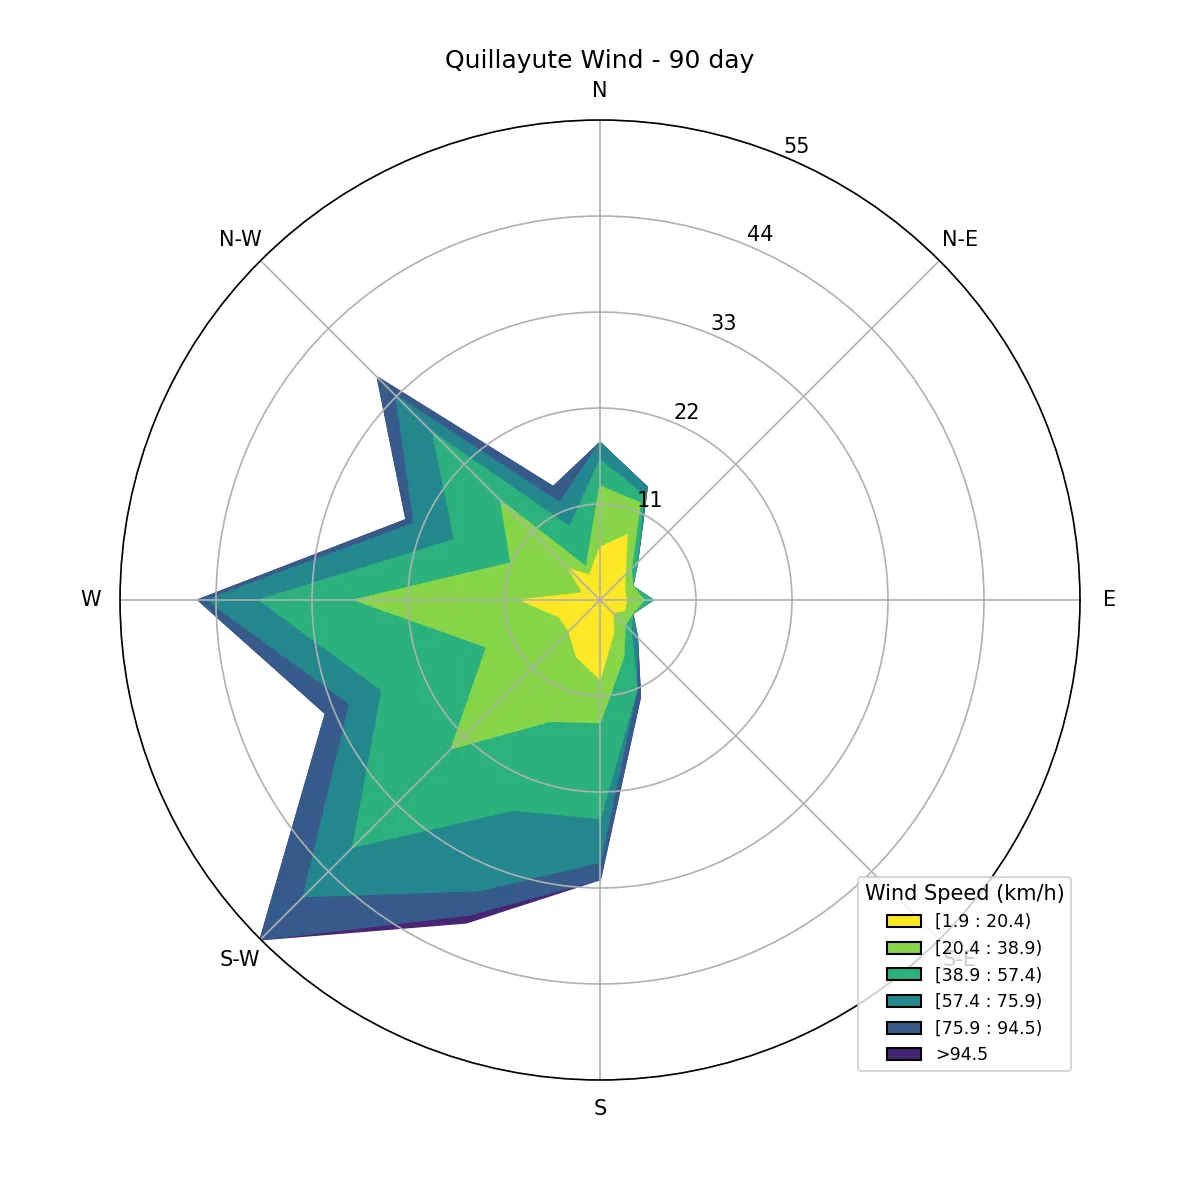 Quillayute Wind - 90 day
N
55
44
N-W
N-E
33
22
11
W
E
S-W
S-E
S
Wind Speed (km/h)
[1.9 : 20.4)
[20.4 : 38.9)
[38.9 : 57.4)
[57.4 : 75.9)
[75.9 : 94.5)
>94.5